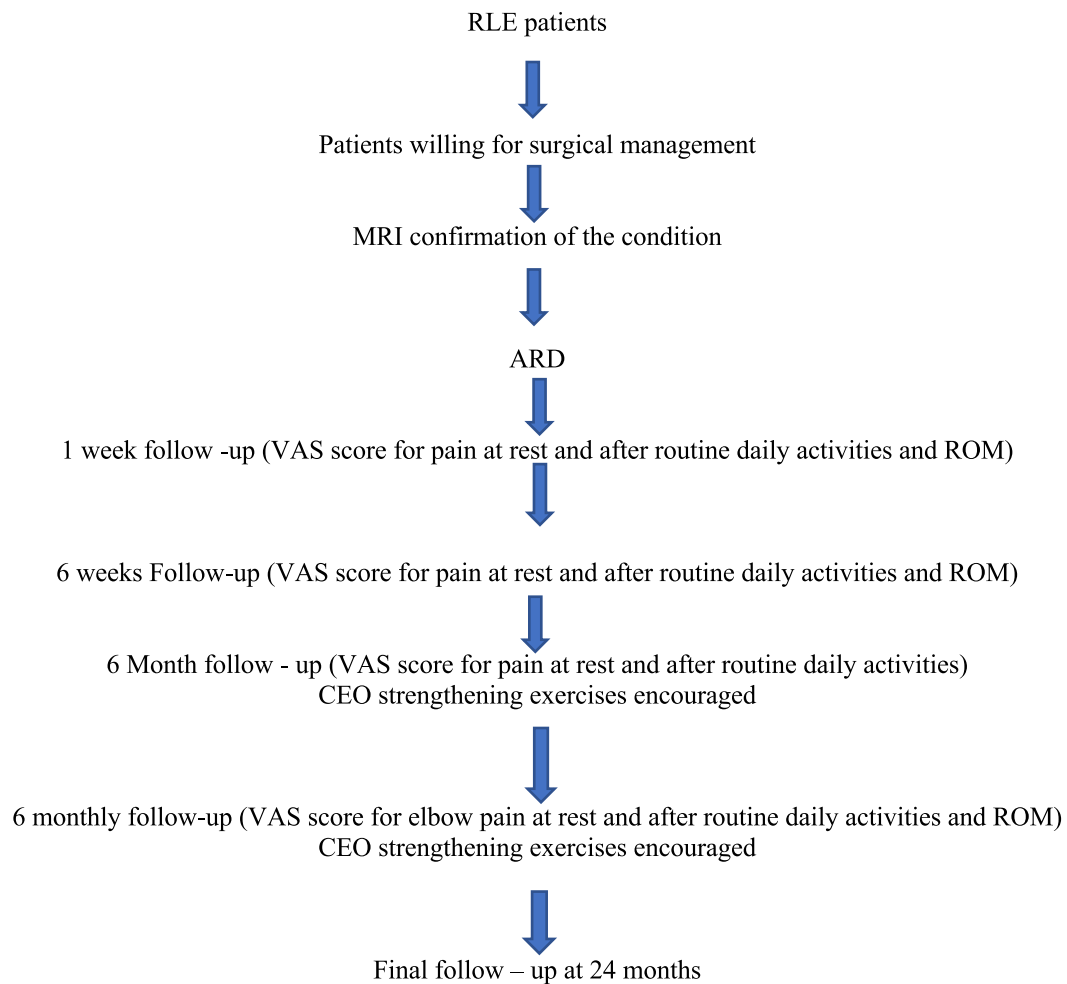 RLE patients
Patients willing for surgical management
MRI confirmation of the condition
ARD
1 week follow -up (VAS score for pain at rest and after routine daily activities and ROM)
6 weeks Follow-up (VAS score for pain at rest and after routine daily activities and ROM)
6 Month follow - up (VAS score for pain at rest and after routine daily activities)
CEO strengthening exercises encouraged
6 monthly follow-up (VAS score for elbow pain at rest and after routine daily activities and ROM)
CEO strengthening exercises encouraged
Final follow – up at 24 months